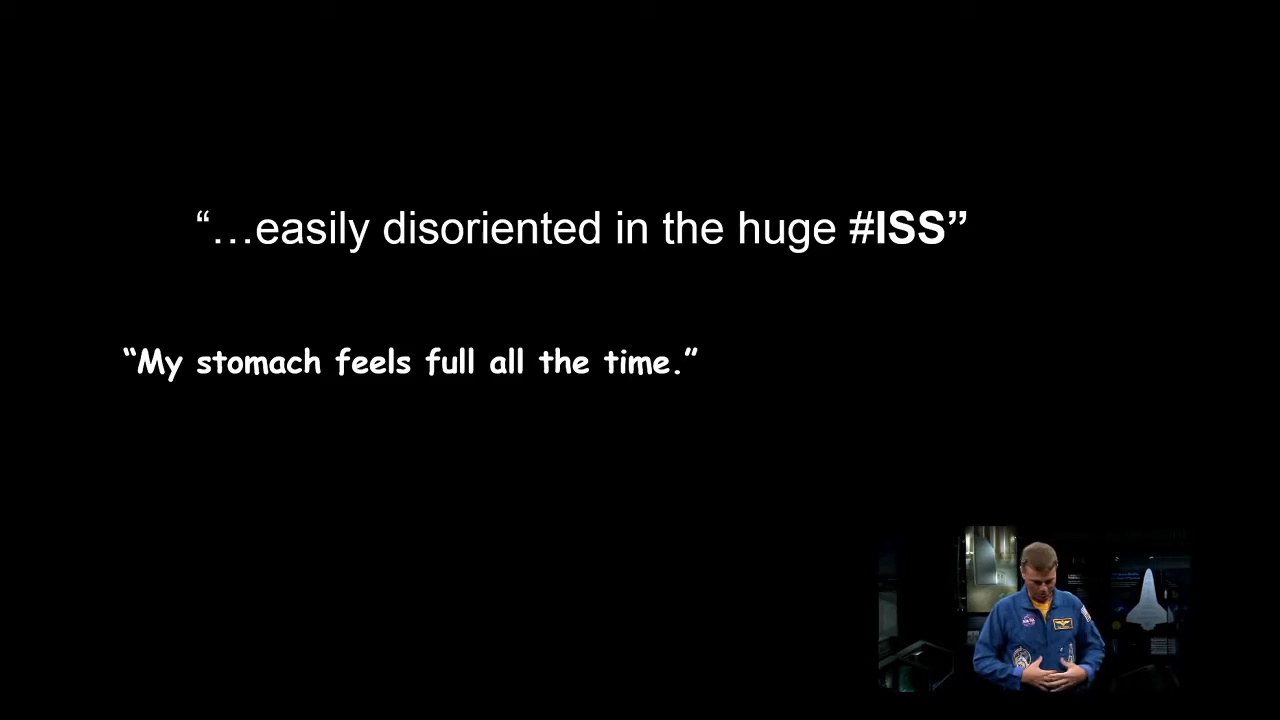 “…easily disoriented in the huge #ISS”
“My stomach feels full all the time.”